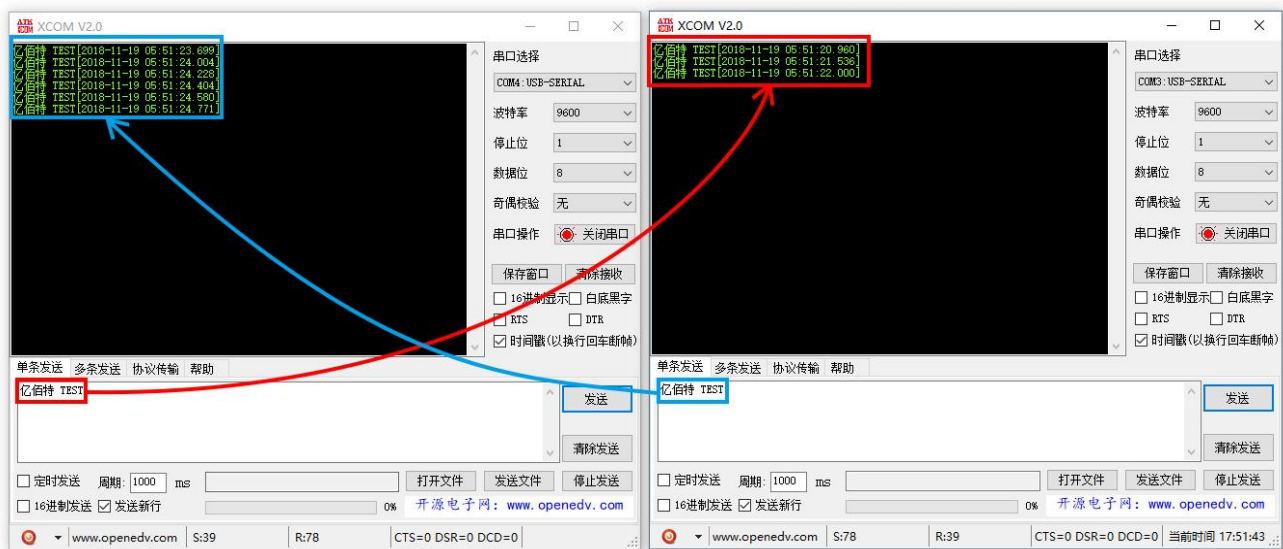 XCOM V2.0
亿佰特 TEST[2018-11-19 05:51:23.699]
亿佰特 TEST[2018-11-19 05:51:24.004]
亿佰特 TEST[2018-11-19 05:51:24.228]
亿佰特 TEST[2018-11-19 05:51:24.404]
亿佰特 TEST[2018-11-19 05:51:24.580]
亿佰特 TEST[2018-11-19 05:51:24.771]
串口选择
COM4:USB-SERIAL
波特率 9600
停止位 1
数据位 8
奇偶校验 无
串口操作 关闭串口
保存窗口 清除接收
16进制显示 白底黑字
RTS DTR
时间戳(以换行回车断帧)
单条发送 多条发送 协议传输 帮助
亿佰特 TEST
发送
清除发送
定时发送 周期: 1000 ms 打开文件 发送文件 停止发送
16进制发送 发送新行 0% 开源电子网: www.openedv.com
www.openedv.com S:39 R:78 CTS=0 DSR=0 DCD=0
XCOM V2.0
亿佰特 TEST[2018-11-19 05:51:20.960]
亿佰特 TEST[2018-11-19 05:51:21.536]
亿佰特 TEST[2018-11-19 05:51:22.000]
串口选择
COM3:USB-SERIAL
波特率 9600
停止位 1
数据位 8
奇偶校验 无
串口操作 关闭串口
保存窗口 清除接收
16进制显示 白底黑字
RTS DTR
时间戳(以换行回车断帧)
单条发送 多条发送 协议传输 帮助
亿佰特 TEST
发送
清除发送
定时发送 周期: 1000 ms 打开文件 发送文件 停止发送
16进制发送 发送新行 0% 开源电子网: www.openedv.com
www.openedv.com S:78 R:39 CTS=0 DSR=0 DCD=0 当前时间 17:51:43